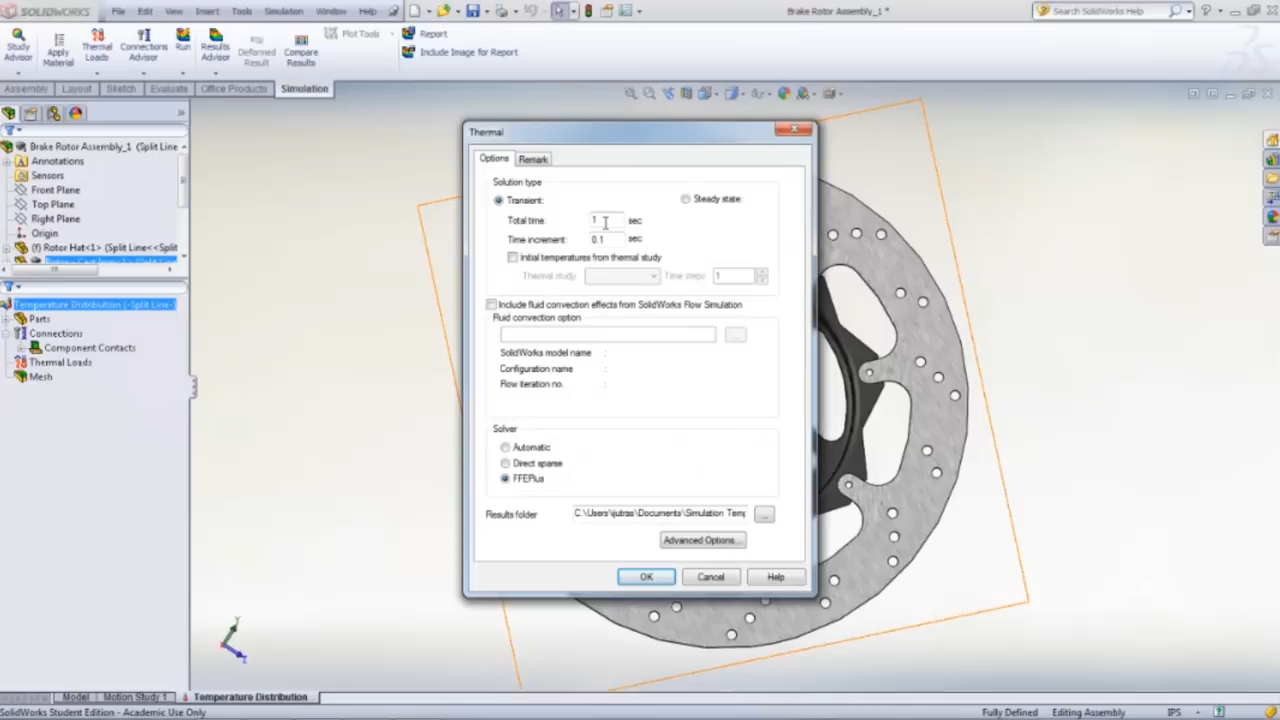 SOLIDWORKS File Edit View Insert Tools Simulation Window Help Brake Rotor Assembly_1 * Search SolidWorks Help
Study Advisor
Apply Material
Thermal Loads
Connections Advisor
Run
Results Advisor
Deformed Result
Compare Results
Plot Tools
Report
Include Image for Report
Assembly Layout Sketch Evaluate Office Products Simulation
Brake Rotor Assembly_1 (Split Line
Annotations
Sensors
Front Plane
Top Plane
Right Plane
Origin
(f) Rotor Hat<1> (Split Line<<Split
Temperature Distribution (-Split Line-)
Parts
Connections
Component Contacts
Thermal Loads
Mesh
Thermal
Options Remark
Solution type
Transient: Steady state:
Total time: 1 sec
Time increment: 0.1 sec
Initial temperatures from thermal study
Thermal study: Time step: 1
Include fluid convection effects from SolidWorks Flow Simulation
Fluid convection option
...
SolidWorks model name :
Configuration name :
Flow iteration no. :
Solver
Automatic
Direct sparse
FFEPlus
Results folder C:\Users\jutras\Documents\Simulation Temp ...
Advanced Options...
OK Cancel Help
Y
Z
Model Motion Study 1 Temperature Distribution
SolidWorks Student Edition - Academic Use Only Fully Defined Editing Assembly IPS